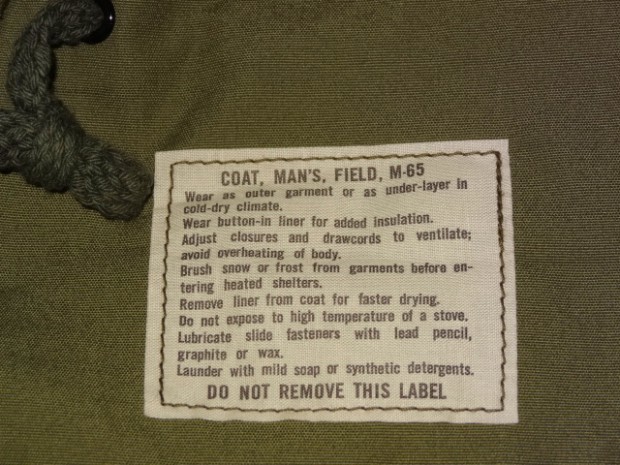 COAT, MAN'S, FIELD, M-65
Wear as outer garment or as under-layer in
cold-dry climate.
Wear button-in liner for added insulation.
Adjust closures and drawcords to ventilate;
avoid overheating of body.
Brush snow or frost from garments before en-
tering heated shelters.
Remove liner from coat for faster drying.
Do not expose to high temperature of a stove.
Lubricate slide fasteners with lead pencil,
graphite or wax.
Launder with mild soap or synthetic detergents.
DO NOT REMOVE THIS LABEL